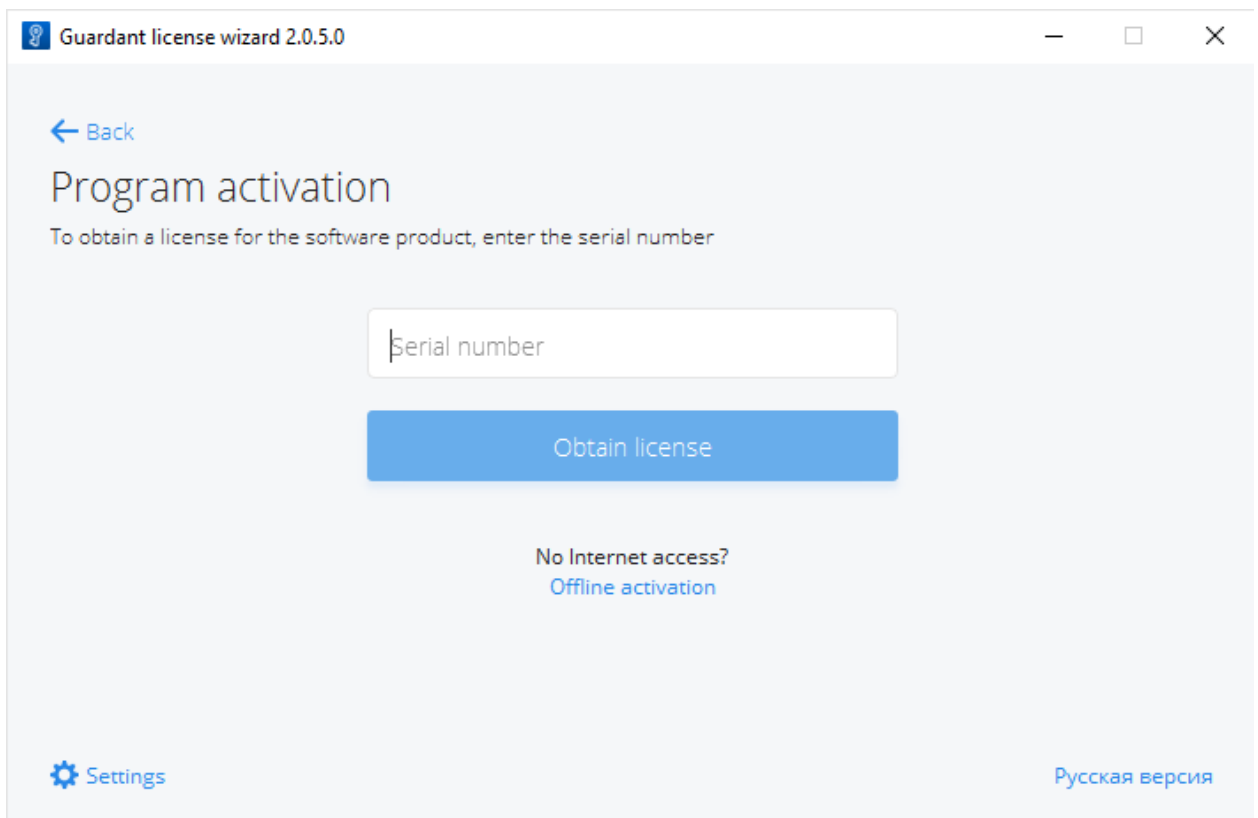 Guardant license wizard 2.0.5.0
Back
Program activation
To obtain a license for the software product, enter the serial number
Serial number
Obtain license
No Internet access?
Offline activation
Settings
Русская версия